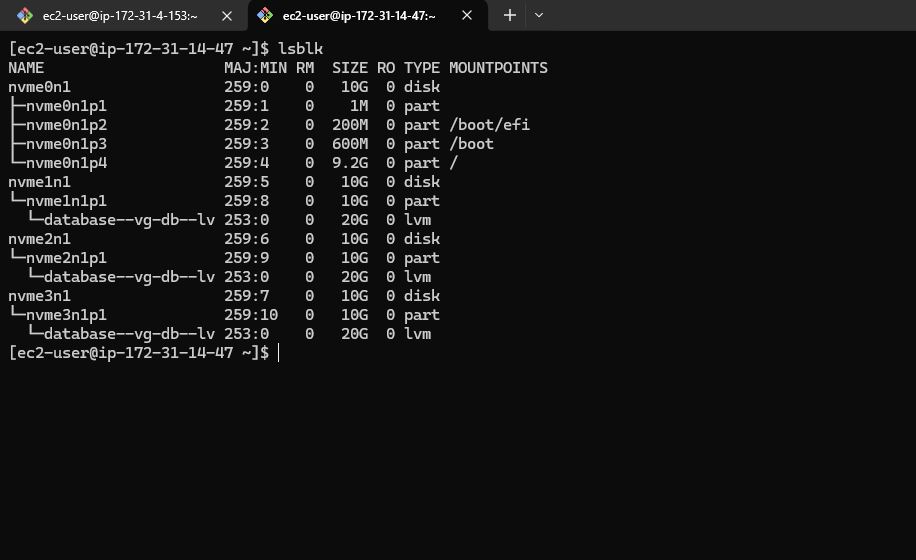 ec2-user@ip-172-31-4-153:~ ec2-user@ip-172-31-14-47:~
[ec2-user@ip-172-31-14-47 ~]$ lsblk
NAME                    MAJ:MIN RM  SIZE RO TYPE MOUNTPOINTS
nvme0n1                 259:0    0   10G  0 disk
├─nvme0n1p1             259:1    0    1M  0 part
├─nvme0n1p2             259:2    0  200M  0 part /boot/efi
├─nvme0n1p3             259:3    0  600M  0 part /boot
└─nvme0n1p4             259:4    0  9.2G  0 part /
nvme1n1                 259:5    0   10G  0 disk
└─nvme1n1p1             259:8    0   10G  0 part
  └─database--vg-db--lv 253:0    0   20G  0 lvm
nvme2n1                 259:6    0   10G  0 disk
└─nvme2n1p1             259:9    0   10G  0 part
  └─database--vg-db--lv 253:0    0   20G  0 lvm
nvme3n1                 259:7    0   10G  0 disk
└─nvme3n1p1             259:10   0   10G  0 part
  └─database--vg-db--lv 253:0    0   20G  0 lvm
[ec2-user@ip-172-31-14-47 ~]$